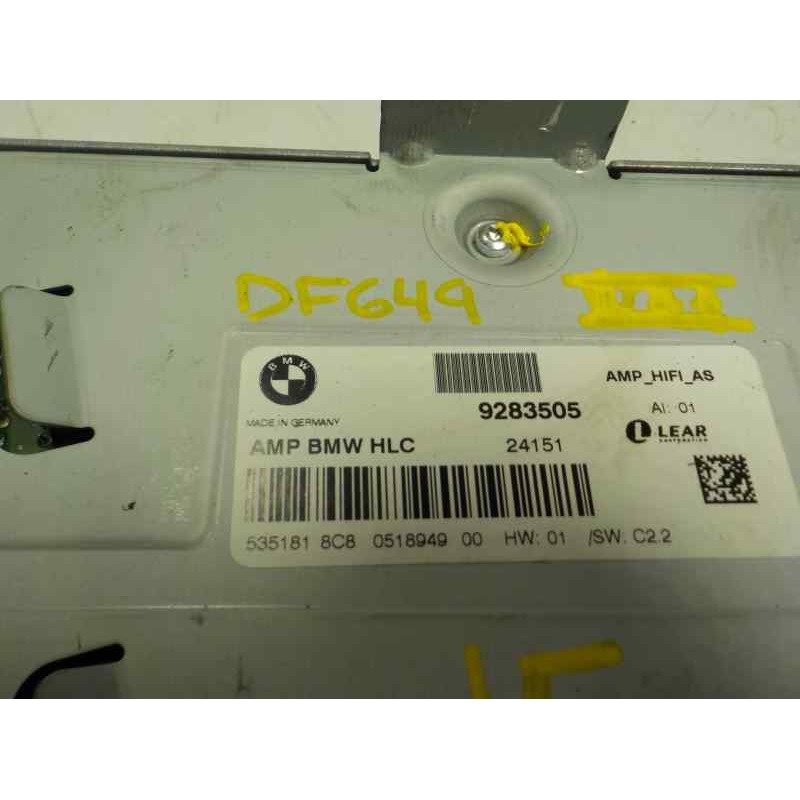 DF649
BMW
AMP_HIFI_AS
9283505
AI: 01
MADE IN GERMANY
LEAR
CORPORATION
AMP BMW HLC 24151
535181 8C8 0518949 00 HW: 01 /SW: C2.2